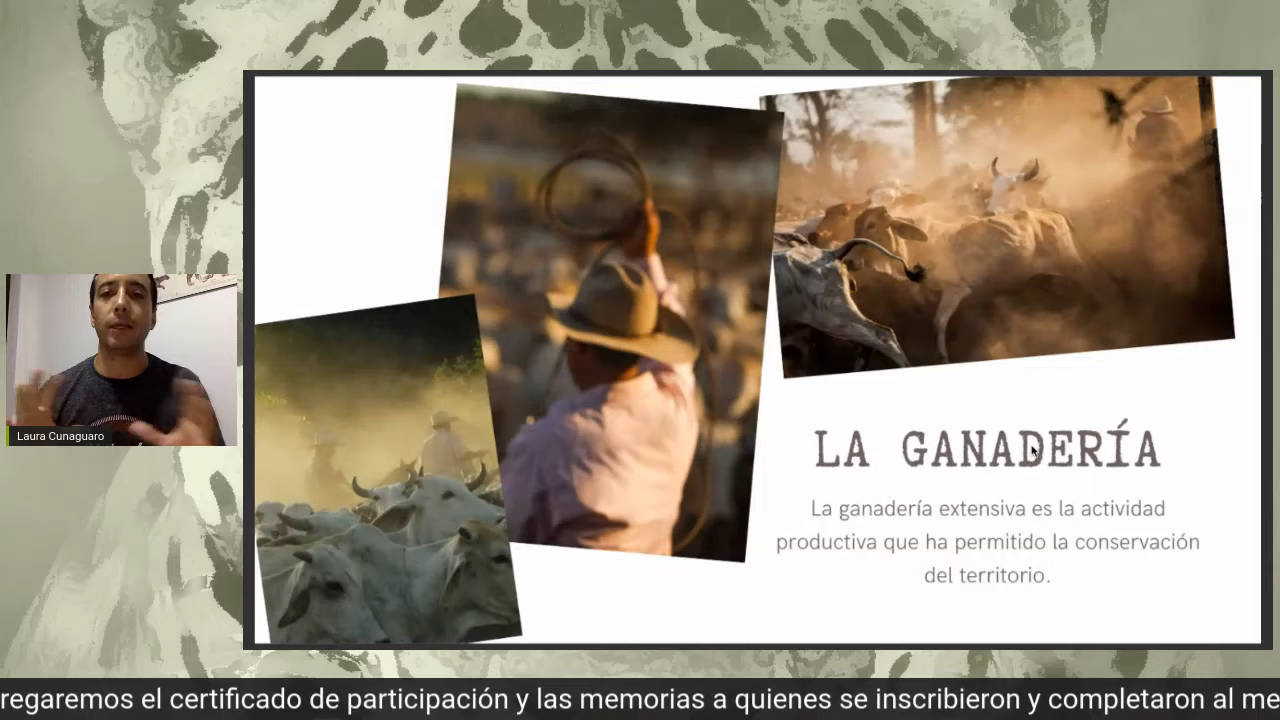 LA GANADERÍA
La ganadería extensiva es la actividad
productiva que ha permitido la conservación
del territorio.
Laura Cunaguaro
regaremos el certificado de participación y las memorias a quienes se inscribieron y completaron al me